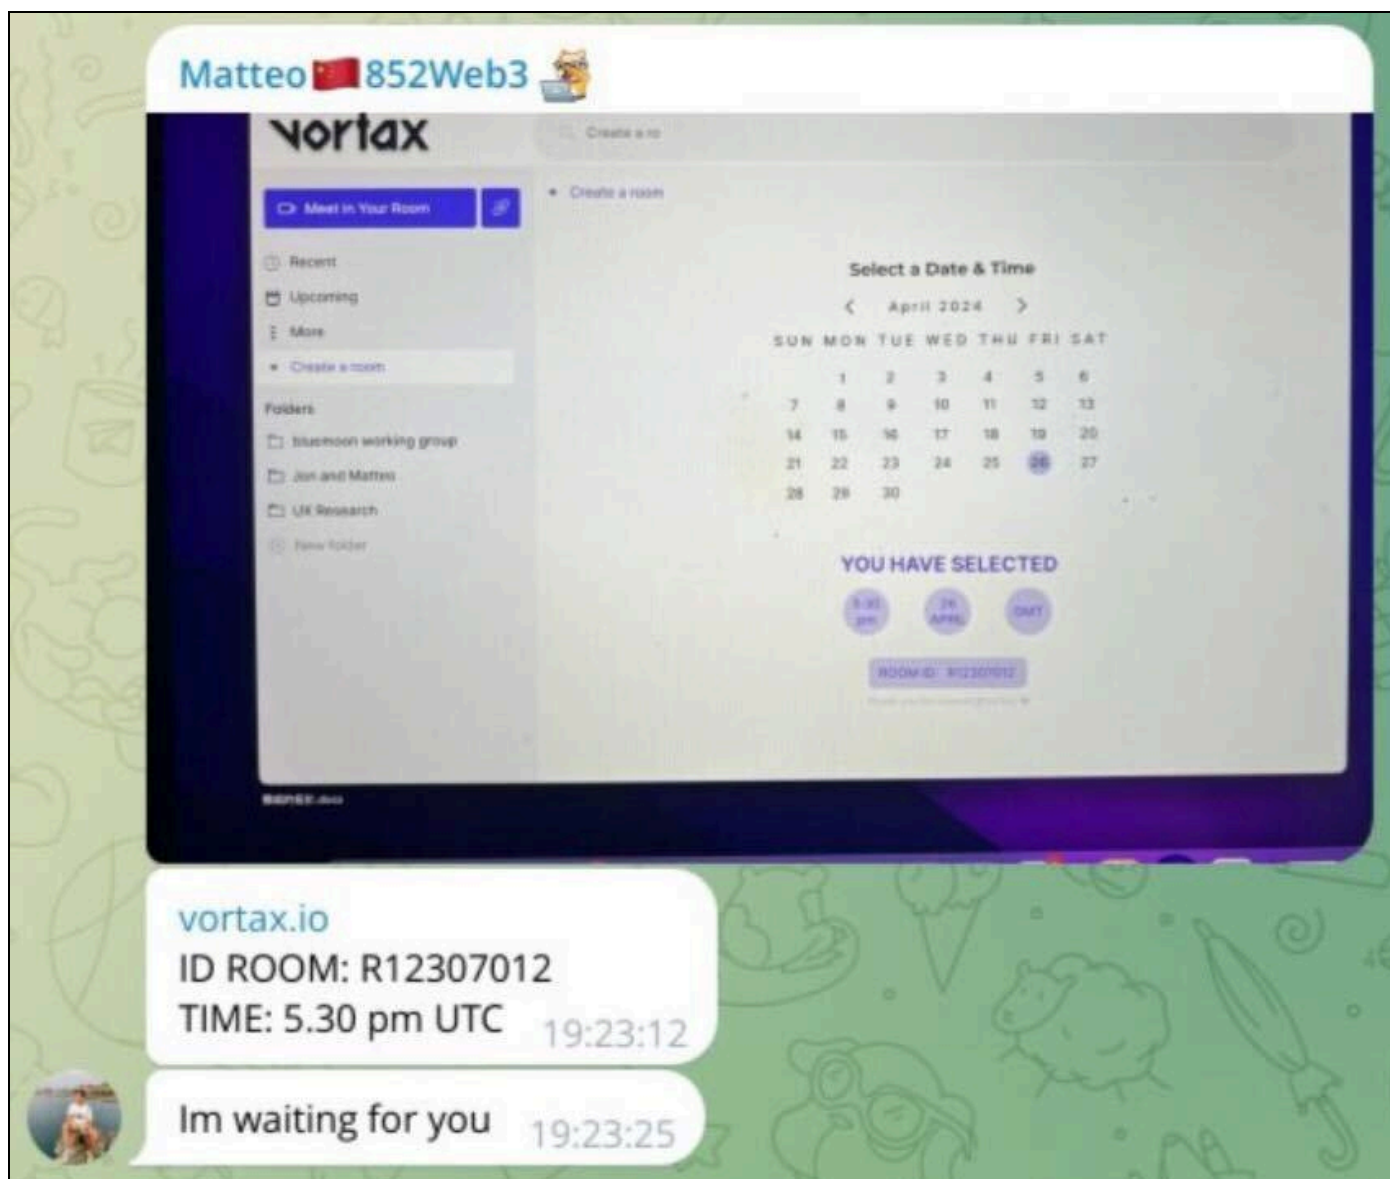 Matteo🇨🇳852Web3
vortax
Create a ro
Meet in Your Room
Create a room
Recent
Upcoming
More
Create a room
Folders
bluemoon working group
Jon and Matteo
UX Research
New folder
Select a Date & Time
April 2024
SUN MON TUE WED THU FRI SAT
1 2 3 4 5 6
7 8 9 10 11 12 13
14 15 16 17 18 19 20
21 22 23 24 25 26 27
28 29 30
YOU HAVE SELECTED
5:30 pm
26 APRIL
GMT
ROOM ID: R12307012
.docx
vortax.io
ID ROOM: R12307012
TIME: 5.30 pm UTC 19:23:12
Im waiting for you 19:23:25